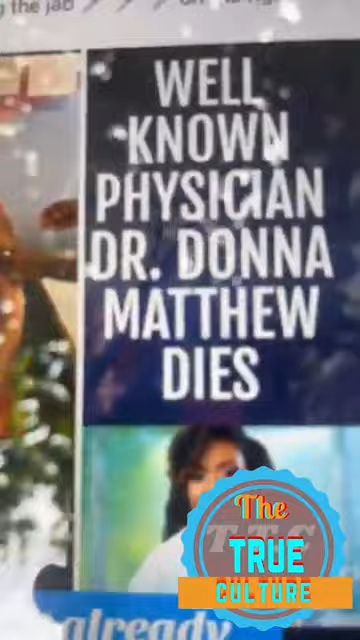 the jab
WELL
KNOWN
PHYSICIAN
DR. DONNA
MATTHEW
DIES
The
T.T.C
TRUE
CULTURE
already